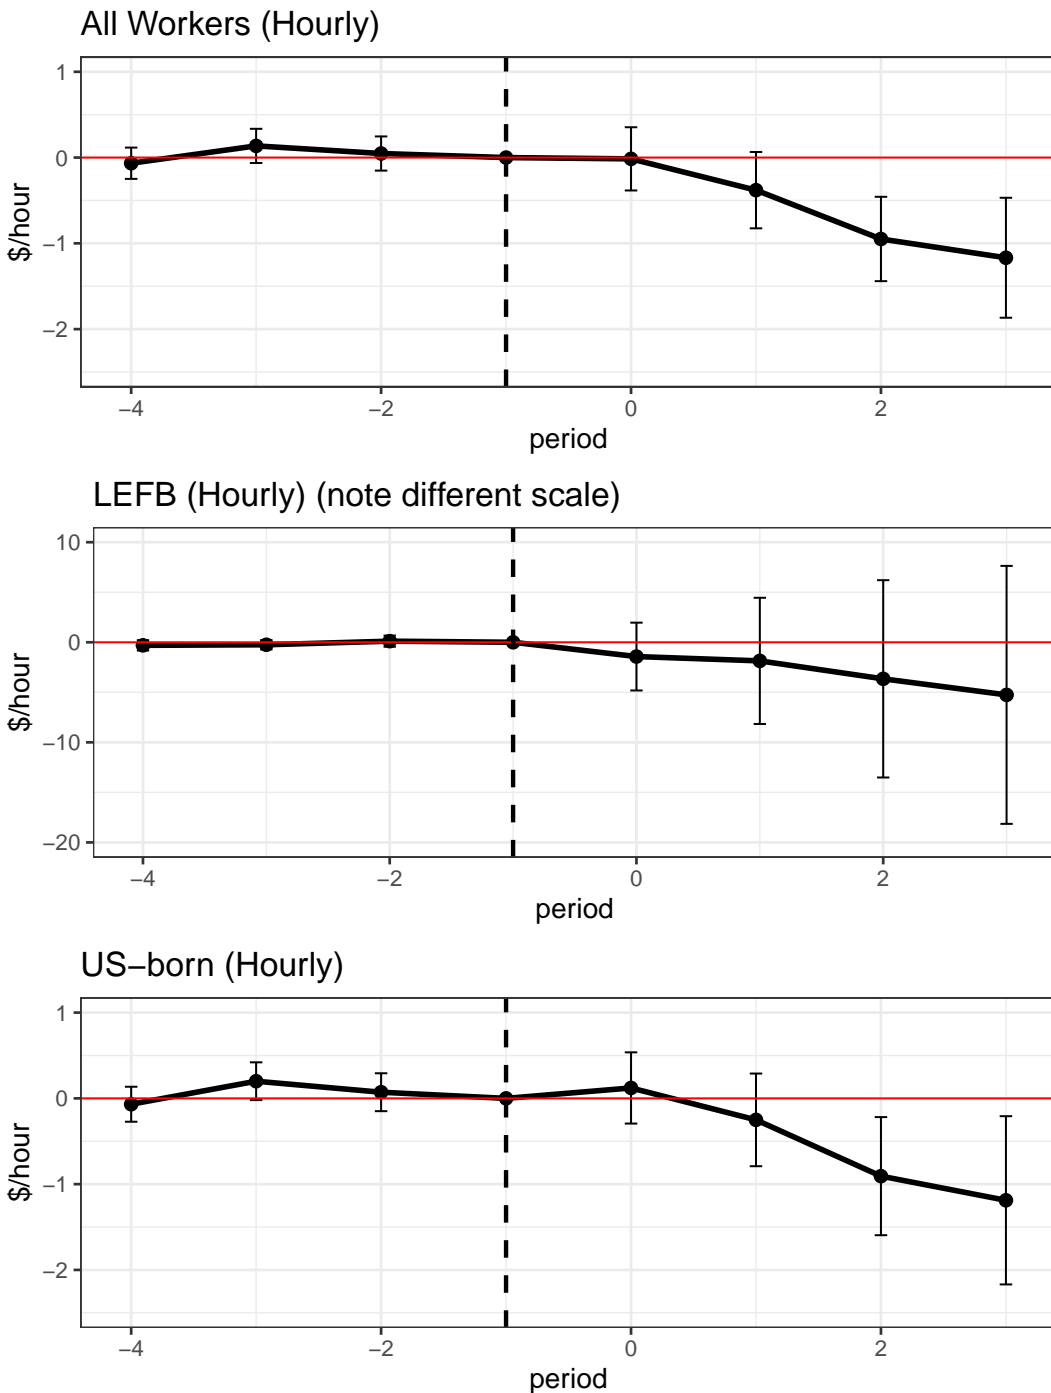 All Workers (Hourly)
1
0
−1
−2
$/hour
−4
−2
0
2
period
LEFB (Hourly) (note different scale)
10
0
−10
−20
$/hour
−4
−2
0
2
period
US−born (Hourly)
1
0
−1
−2
$/hour
−4
−2
0
2
period